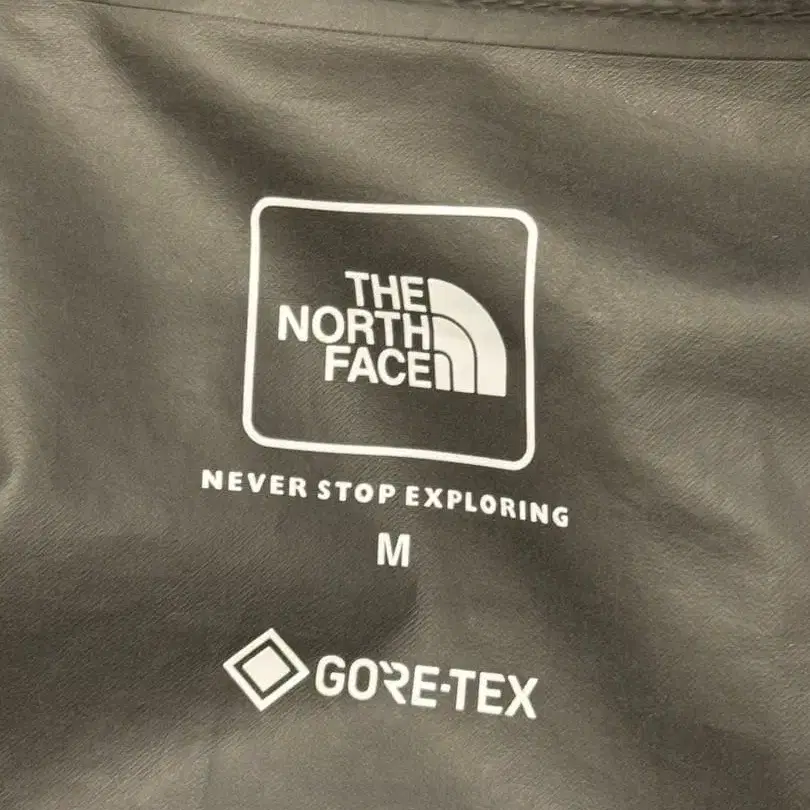 THE
NORTH
FACE
NEVER STOP EXPLORING
M
GORE-TEX